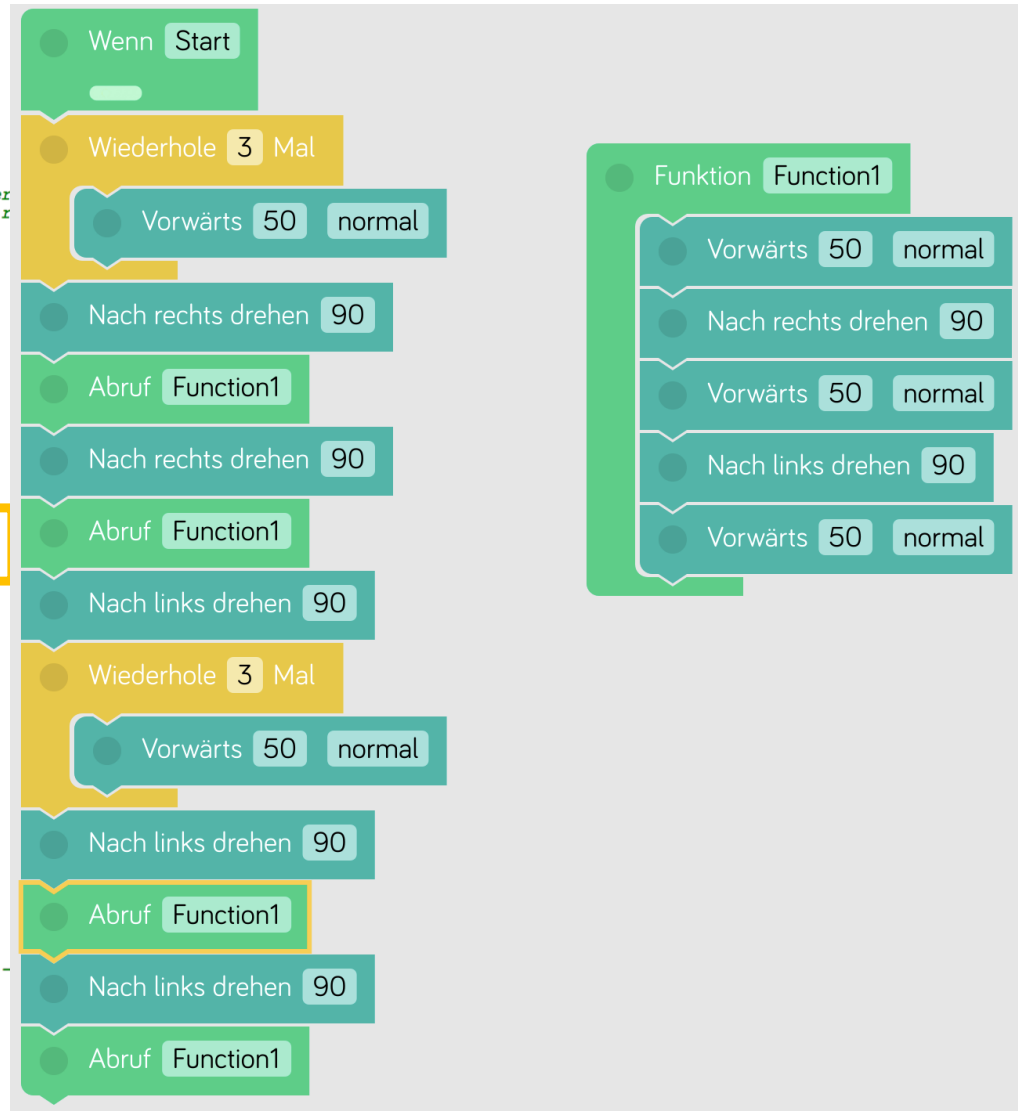 Wenn Start
Wiederhole 3 Mal
Vorwärts 50 normal
Nach rechts drehen 90
Abruf Function1
Nach rechts drehen 90
Abruf Function1
Nach links drehen 90
Wiederhole 3 Mal
Vorwärts 50 normal
Nach links drehen 90
Abruf Function1
Nach links drehen 90
Abruf Function1
Funktion Function1
Vorwärts 50 normal
Nach rechts drehen 90
Vorwärts 50 normal
Nach links drehen 90
Vorwärts 50 normal